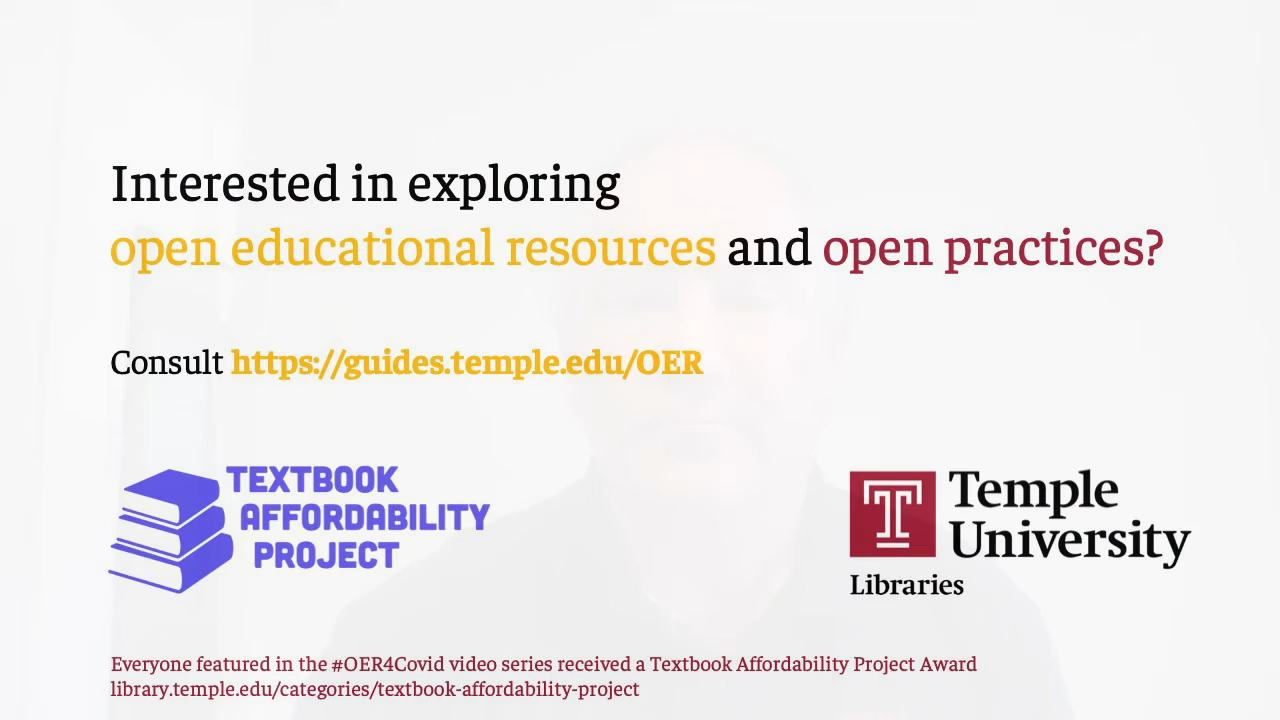 Interested in exploring
open educational resources and open practices?
Consult https://guides.temple.edu/OER
TEXTBOOK
AFFORDABILITY
PROJECT
T
Temple
University
Libraries
Everyone featured in the #OER4Covid video series received a Textbook Affordability Project Award
library.temple.edu/categories/textbook-affordability-project